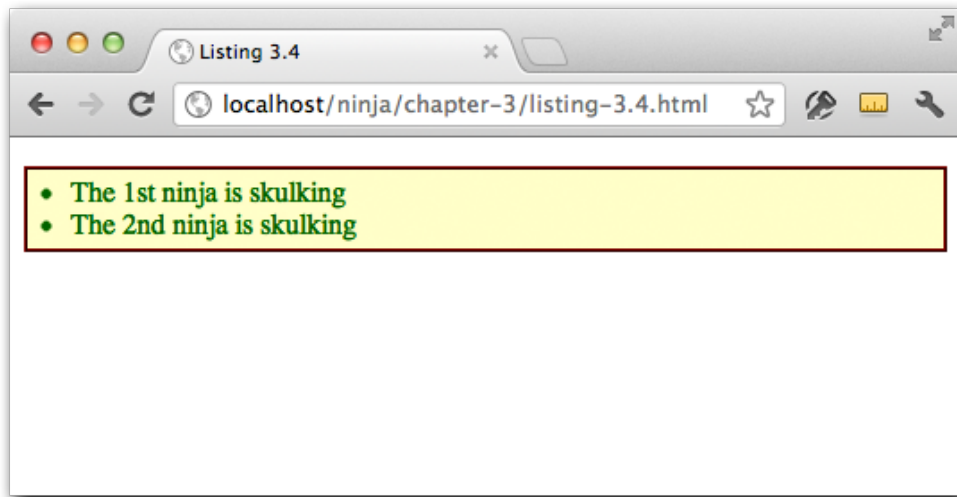 Listing 3.4
localhost/ninja/chapter-3/listing-3.4.html
The 1st ninja is skulking
The 2nd ninja is skulking